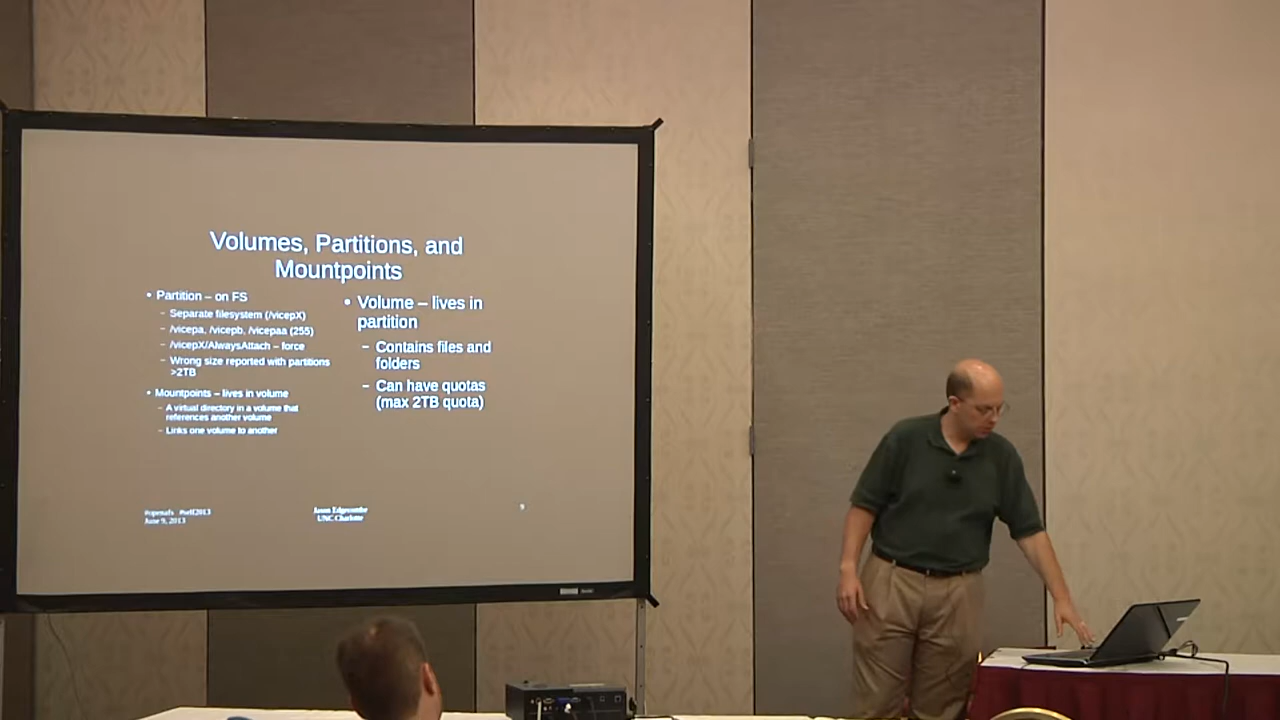 Volumes, Partitions, and
Mountpoints
• Partition – on FS
– Separate filesystem (/vicepX)
– /vicepa, /vicepb, /vicepaa (255)
– /vicepX/AlwaysAttach – force
– Wrong size reported with partitions
>2TB
• Mountpoints – lives in volume
– A virtual directory in a volume that
references another volume
– Links one volume to another
• Volume – lives in
partition
– Contains files and
folders
– Can have quotas
(max 2TB quota)
#openafs #self2013
June 9, 2013
Jason Edgecombe
UNC Charlotte
9